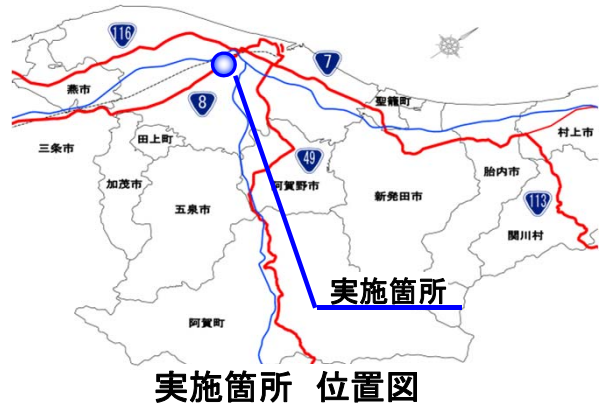 116
7
燕市
8
聖籠町
三条市
田上町
村上市
49
加茂市
阿賀野市
新発田市
胎内市
五泉市
113
関川村
実施箇所
阿賀町
実施箇所 位置図